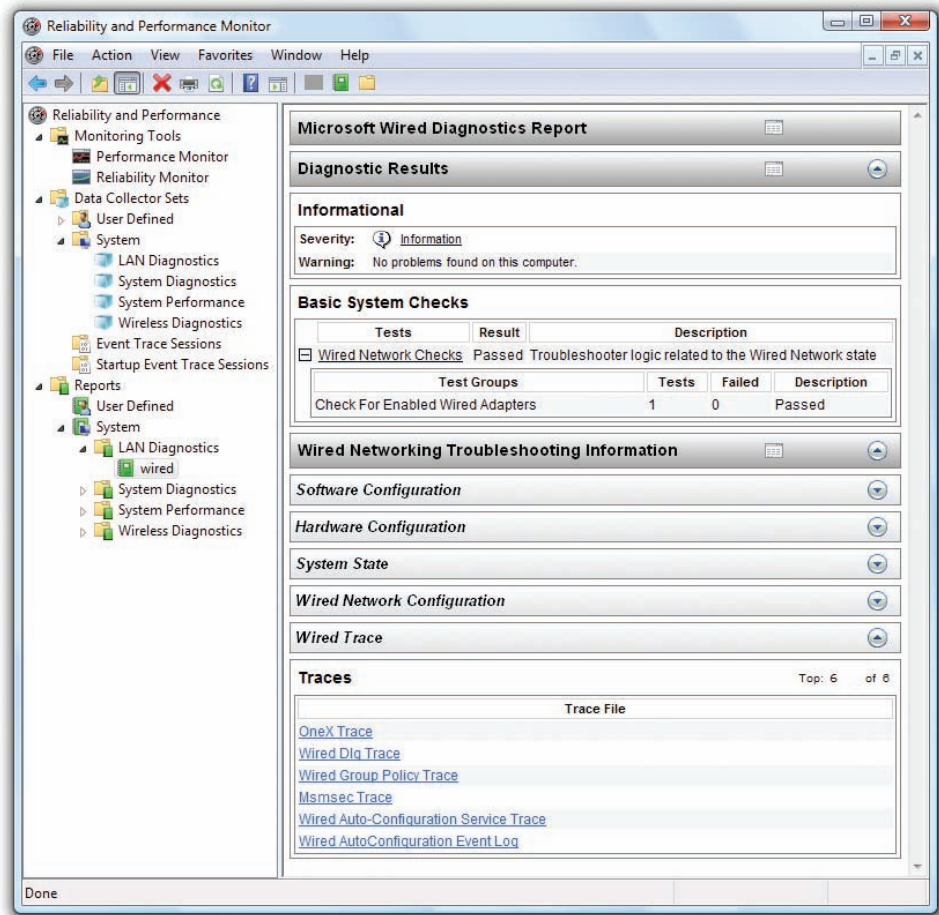 Reliability and Performance Monitor
File Action View Favorites Window Help
Reliability and Performance
Monitoring Tools
Performance Monitor
Reliability Monitor
Data Collector Sets
User Defined
System
LAN Diagnostics
System Diagnostics
System Performance
Wireless Diagnostics
Event Trace Sessions
Startup Event Trace Sessions
Reports
User Defined
System
LAN Diagnostics
wired
System Diagnostics
System Performance
Wireless Diagnostics
Microsoft Wired Diagnostics Report
Diagnostic Results
Informational
Severity: Information
Warning: No problems found on this computer.
Basic System Checks
Tests Result Description
Wired Network Checks Passed Troubleshooter logic related to the Wired Network state
Test Groups Tests Failed Description
Check For Enabled Wired Adapters 1 0 Passed
Wired Networking Troubleshooting Information
Software Configuration
Hardware Configuration
System State
Wired Network Configuration
Wired Trace
Traces Top: 6 of 6
Trace File
OneX Trace
Wired Dlg Trace
Wired Group Policy Trace
Msmsec Trace
Wired Auto-Configuration Service Trace
Wired AutoConfiguration Event Log
Done